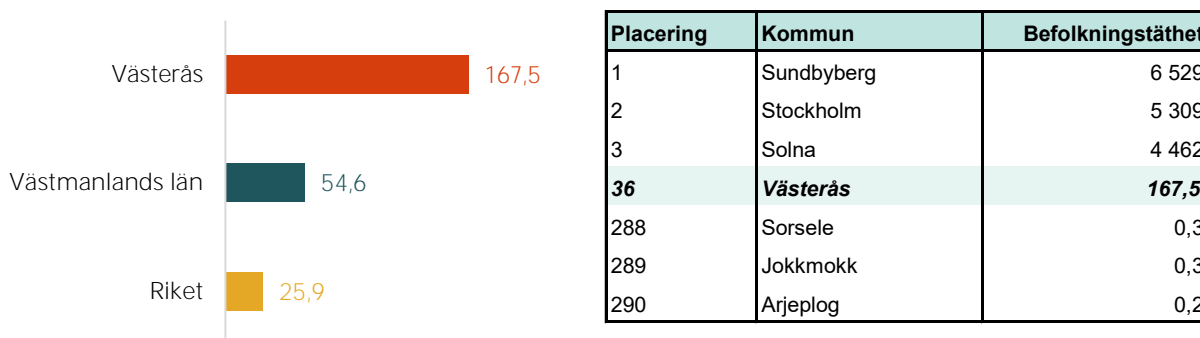 Västerås 167,5
Västmanlands län 54,6
Riket 25,9
Placering Kommun Befolkningstäthet
1 Sundbyberg 6 529
2 Stockholm 5 309
3 Solna 4 462
36 Västerås 167,5
288 Sorsele 0,3
289 Jokkmokk 0,3
290 Arjeplog 0,2